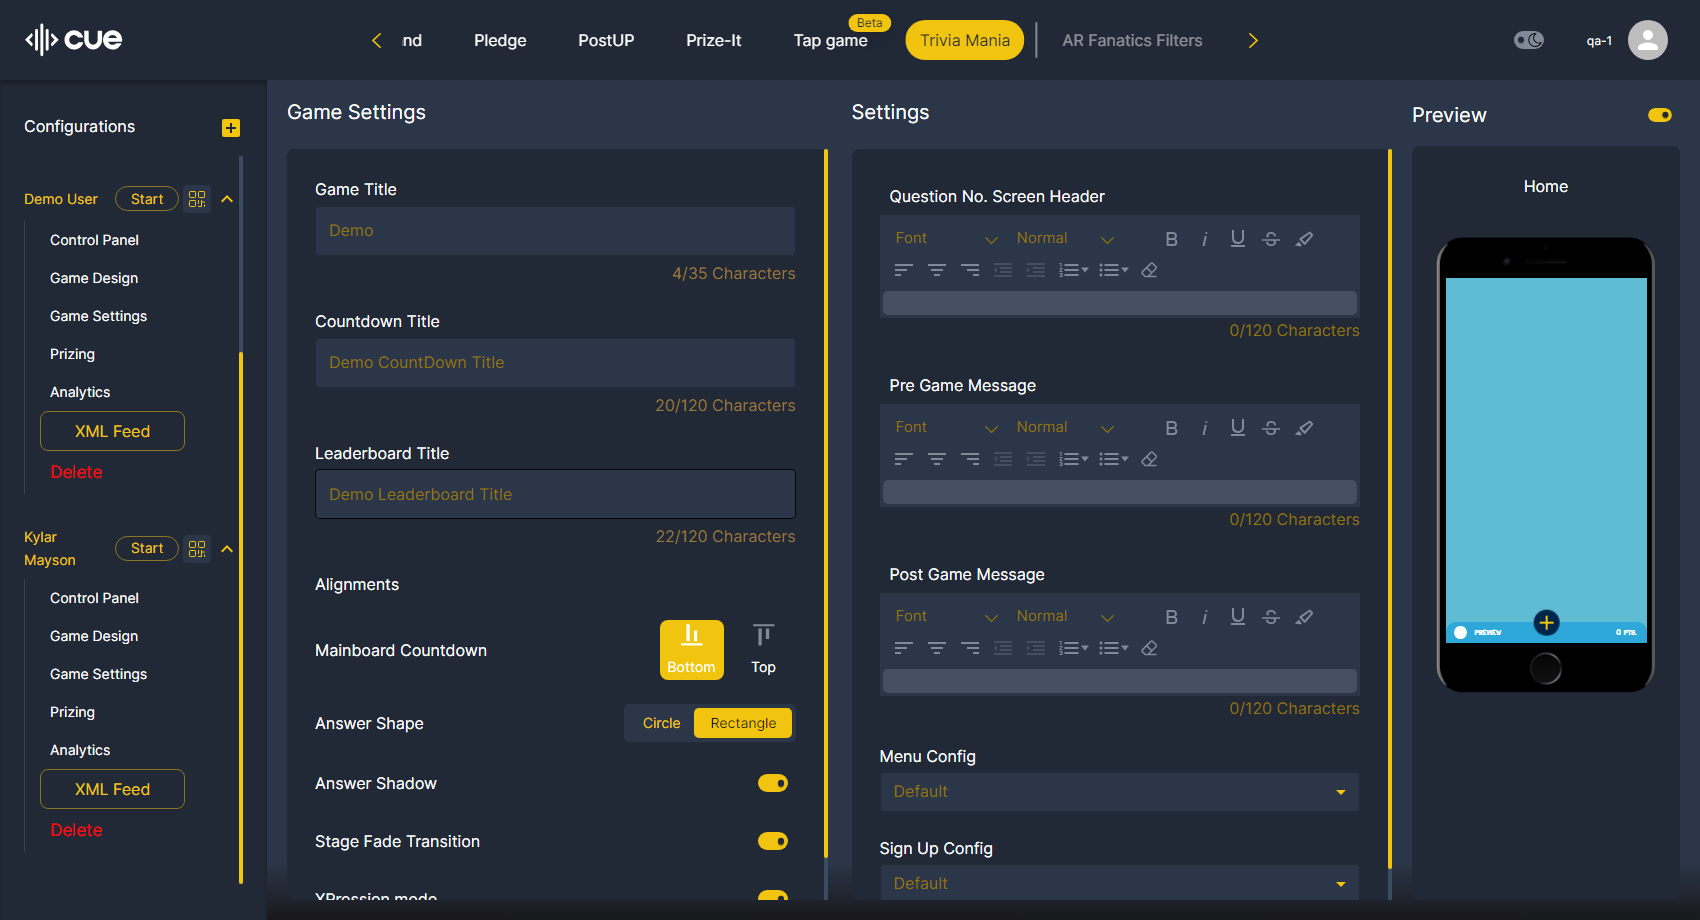 cue
nd
Pledge
PostUP
Prize-It
Tap game
Beta
Trivia Mania
AR Fanatics Filters
qa-1
Configurations
Demo User
Start
Control Panel
Game Design
Game Settings
Prizing
Analytics
XML Feed
Delete
Kylar
Mayson
Start
Control Panel
Game Design
Game Settings
Prizing
Analytics
XML Feed
Delete
Game Settings
Game Title
Demo
4/35 Characters
Countdown Title
Demo CountDown Title
20/120 Characters
Leaderboard Title
Demo Leaderboard Title
22/120 Characters
Alignments
Mainboard Countdown
Bottom
Top
Answer Shape
Circle
Rectangle
Answer Shadow
Stage Fade Transition
XPression mode
Settings
Question No. Screen Header
Font
Normal
B i U S
0/120 Characters
Pre Game Message
Font
Normal
B i U S
0/120 Characters
Post Game Message
Font
Normal
B i U S
0/120 Characters
Menu Config
Default
Sign Up Config
Default
Preview
Home
PREVIEW
0 PTS.